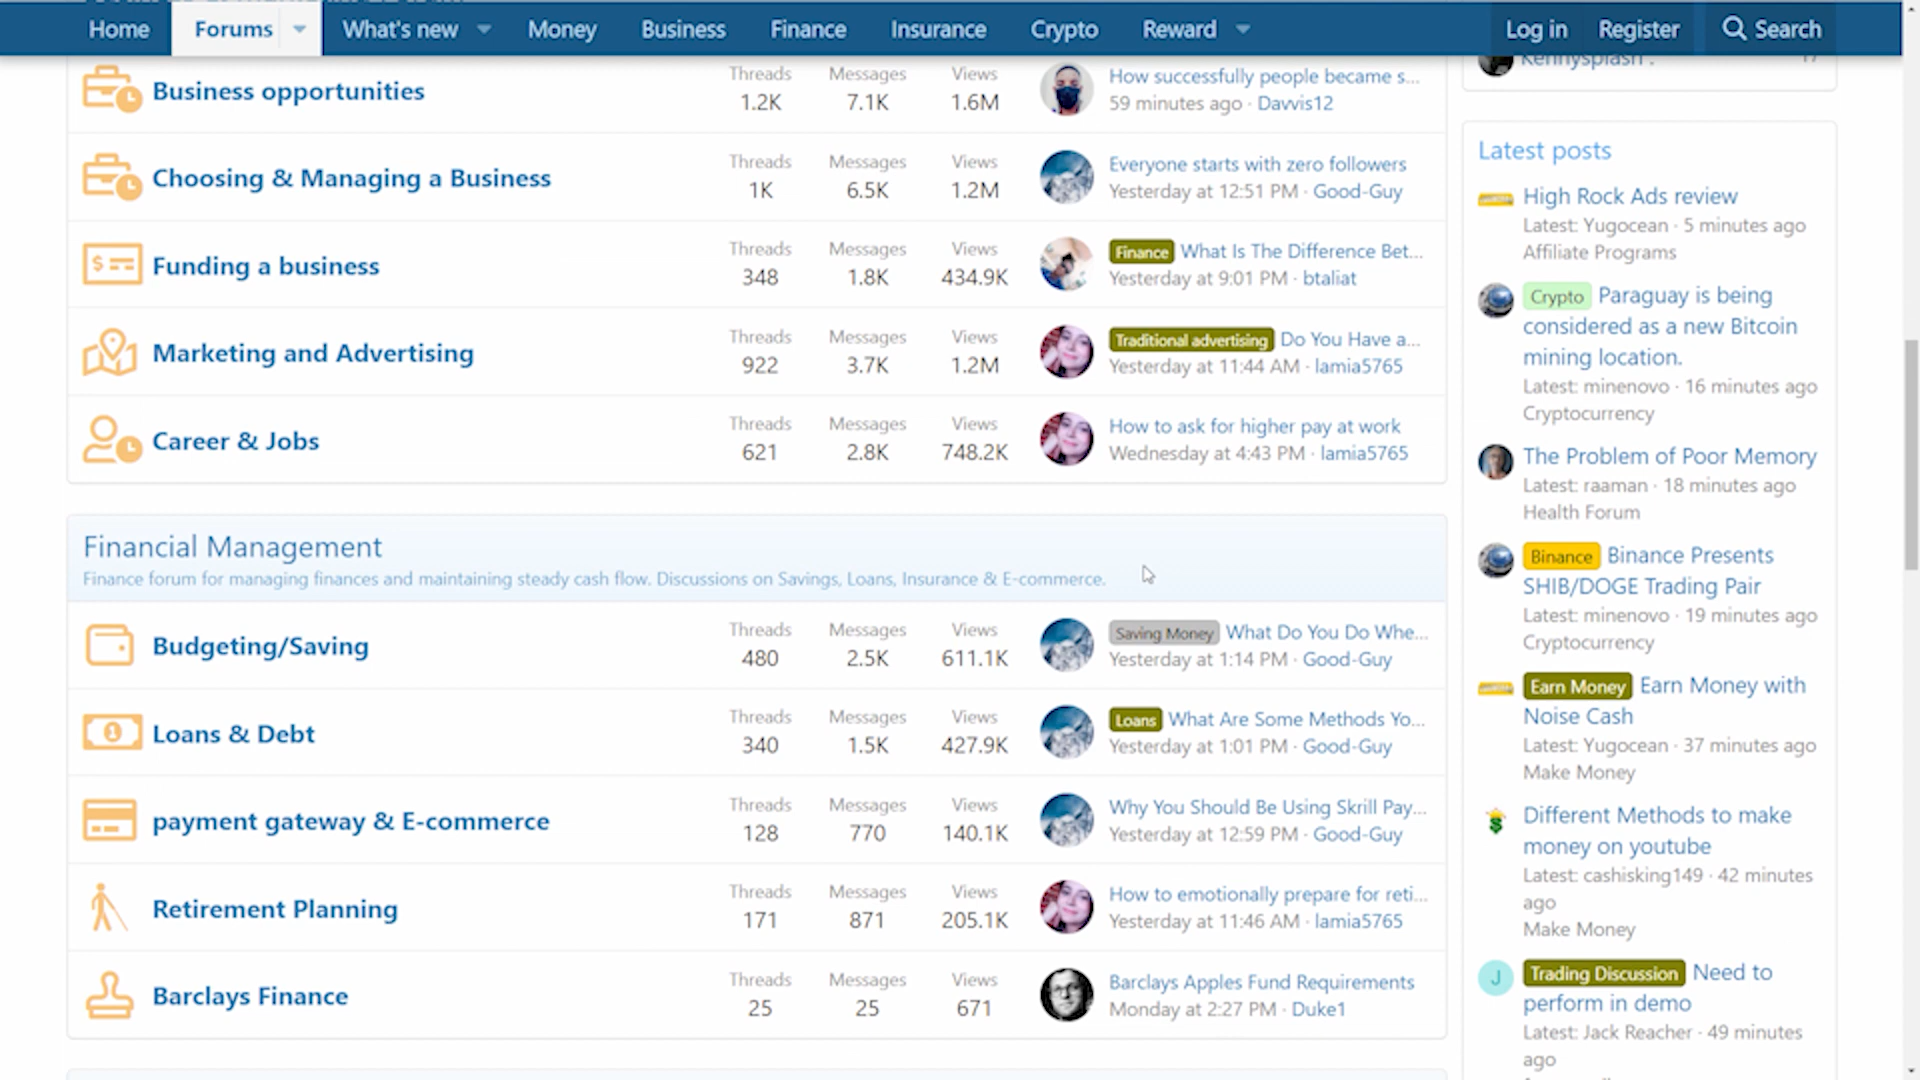 Home Forums What's new Money Business Finance Insurance Crypto Reward Log in Register Search
Business opportunities
Threads Messages Views
1.2K 7.1K 1.6M
How successfully people became s...
59 minutes ago · Davvis12
Choosing & Managing a Business
Threads Messages Views
1K 6.5K 1.2M
Everyone starts with zero followers
Yesterday at 12:51 PM · Good-Guy
Funding a business
Threads Messages Views
348 1.8K 434.9K
Finance What Is The Difference Bet...
Yesterday at 9:01 PM · btaliat
Marketing and Advertising
Threads Messages Views
922 3.7K 1.2M
Traditional advertising Do You Have a...
Yesterday at 11:44 AM · lamia5765
Career & Jobs
Threads Messages Views
621 2.8K 748.2K
How to ask for higher pay at work
Wednesday at 4:43 PM · lamia5765
Financial Management
Finance forum for managing finances and maintaining steady cash flow. Discussions on Savings, Loans, Insurance & E-commerce.
Budgeting/Saving
Threads Messages Views
480 2.5K 611.1K
Saving Money What Do You Do Whe...
Yesterday at 1:14 PM · Good-Guy
Loans & Debt
Threads Messages Views
340 1.5K 427.9K
Loans What Are Some Methods Yo...
Yesterday at 1:01 PM · Good-Guy
payment gateway & E-commerce
Threads Messages Views
128 770 140.1K
Why You Should Be Using Skrill Pay...
Yesterday at 12:59 PM · Good-Guy
Retirement Planning
Threads Messages Views
171 871 205.1K
How to emotionally prepare for reti...
Yesterday at 11:46 AM · lamia5765
Barclays Finance
Threads Messages Views
25 25 671
Barclays Apples Fund Requirements
Monday at 2:27 PM · Duke1
Kennysplash .
Latest posts
High Rock Ads review
Latest: Yugocean · 5 minutes ago
Affiliate Programs
Crypto Paraguay is being
considered as a new Bitcoin
mining location.
Latest: minenovo · 16 minutes ago
Cryptocurrency
The Problem of Poor Memory
Latest: raaman · 18 minutes ago
Health Forum
Binance Binance Presents
SHIB/DOGE Trading Pair
Latest: minenovo · 19 minutes ago
Cryptocurrency
Earn Money Earn Money with
Noise Cash
Latest: Yugocean · 37 minutes ago
Make Money
Different Methods to make
money on youtube
Latest: cashisking149 · 42 minutes
ago
Make Money
J
Trading Discussion Need to
perform in demo
Latest: Jack Reacher · 49 minutes
ago